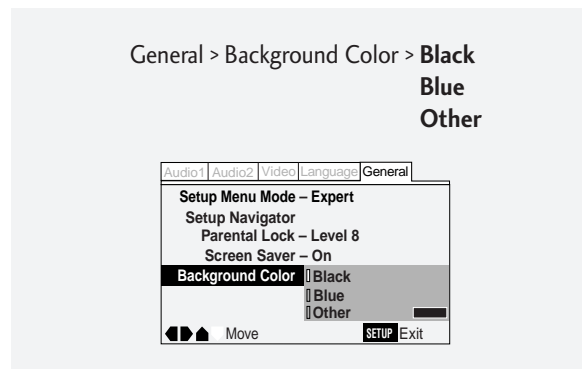 General > Background Color > Black
Blue
Other
Audio1 Audio2 Video Language General
Setup Menu Mode – Expert
Setup Navigator
Parental Lock – Level 8
Screen Saver – On
Background Color Black
Blue
Other
Move SETUP Exit